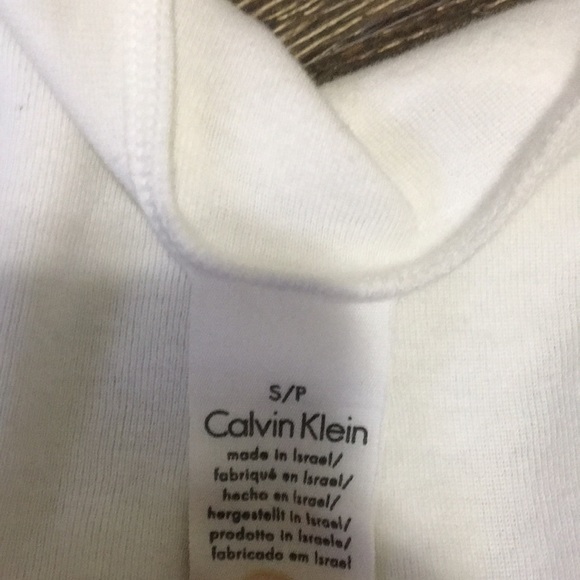 S/P
Calvin Klein
made in Israel/
fabriqué en Israel/
hecho en Israel/
hergestellt in Israel/
prodotto in Israele/
fabricado em Israel